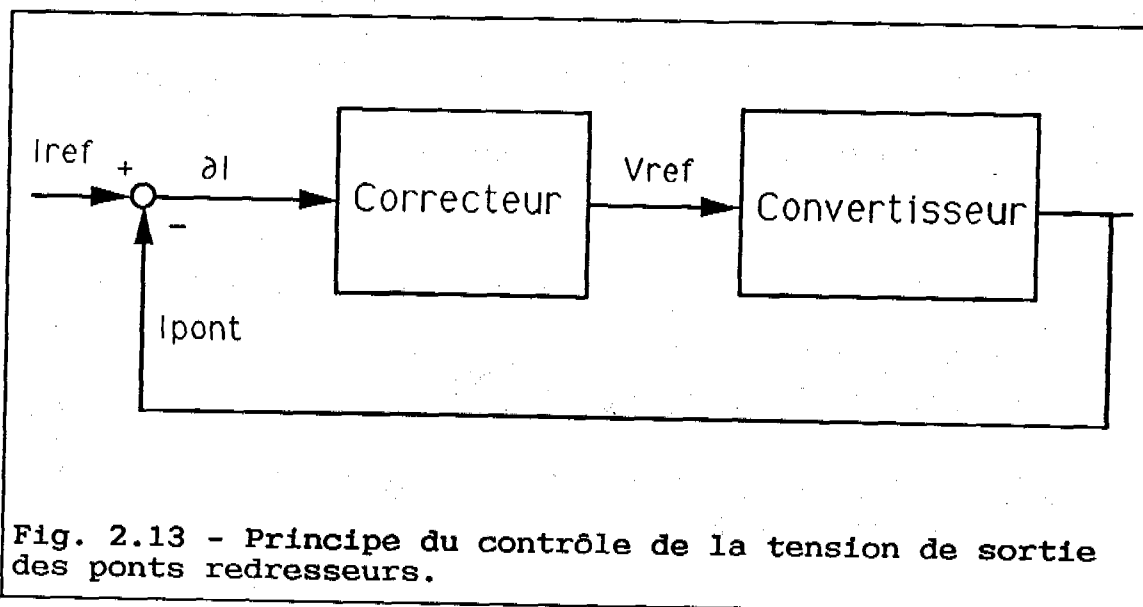 Iref
+
∂I
-
Correcteur
Vref
Convertisseur
Ipont
Fig. 2.13 - Principe du contrôle de la tension de sortie
des ponts redresseurs.